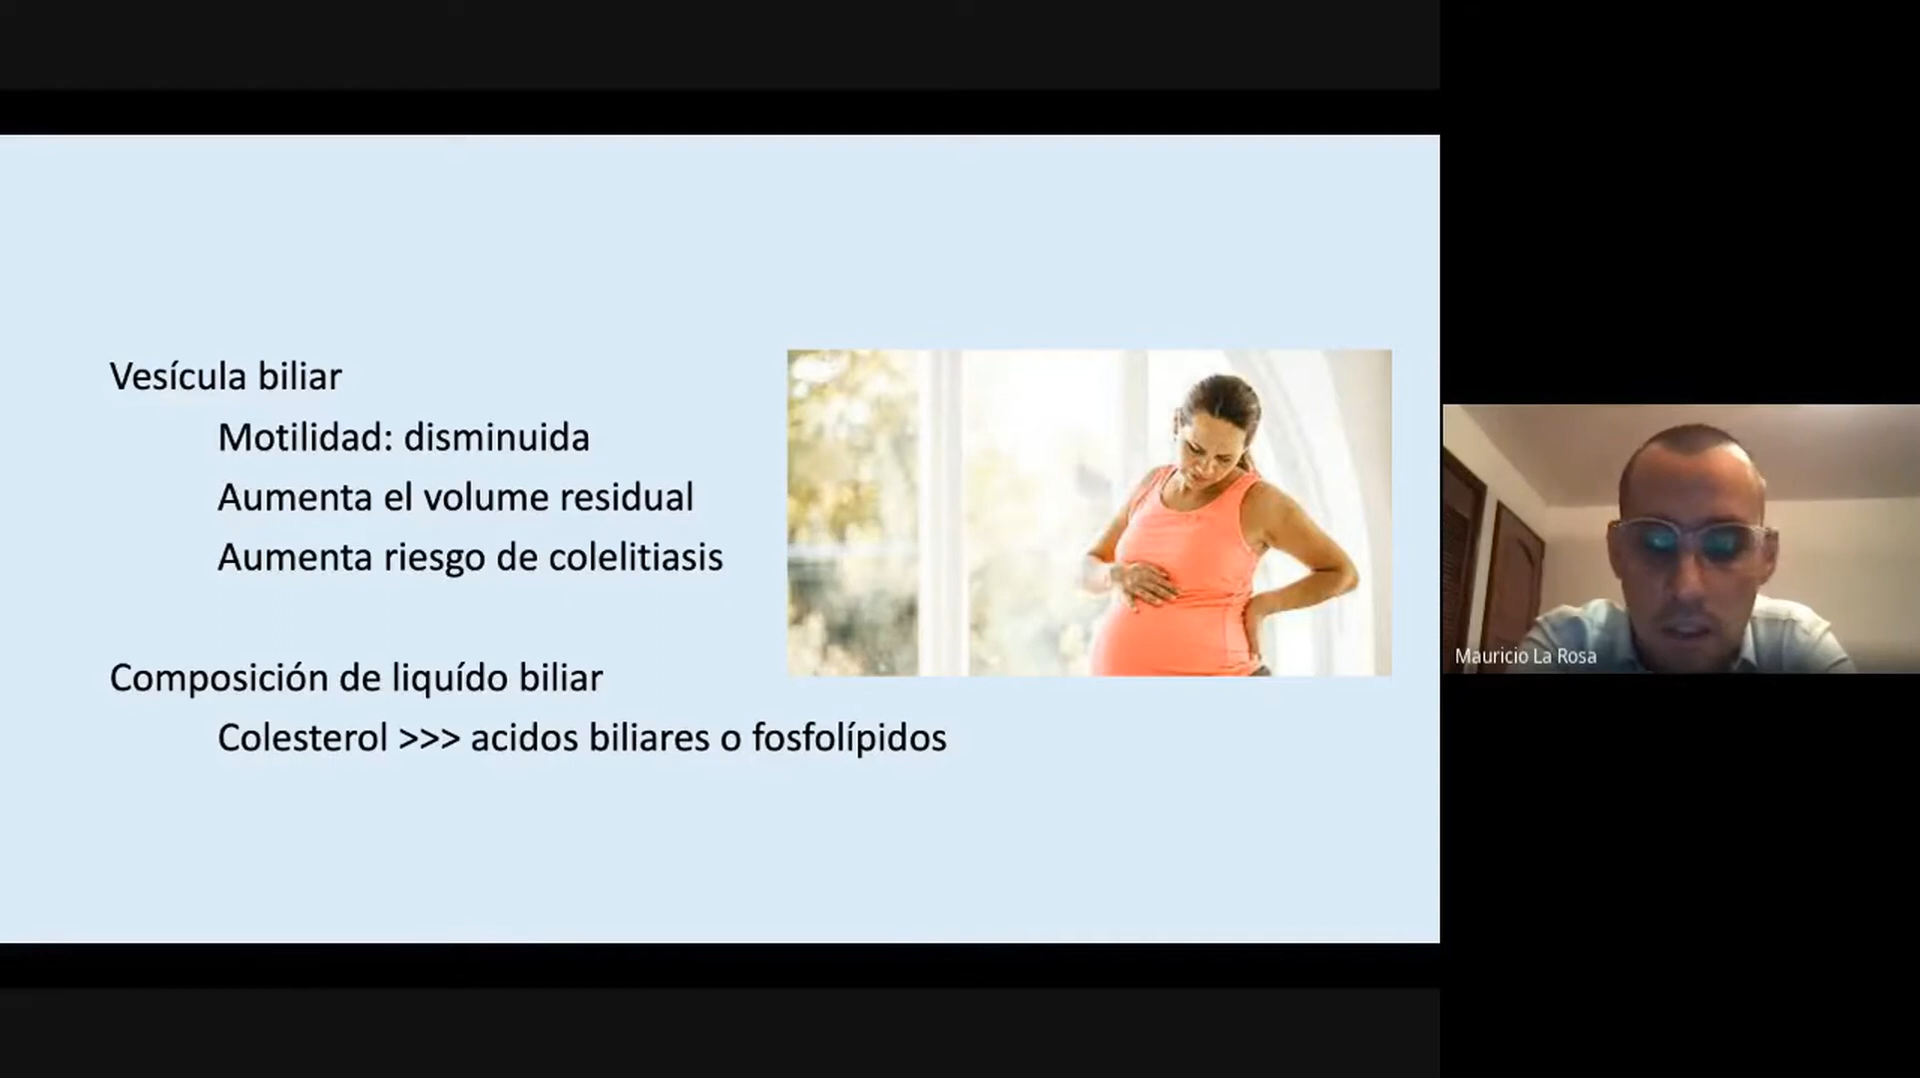 Vesícula biliar
Motilidad: disminuida
Aumenta el volume residual
Aumenta riesgo de colelitiasis
Composición de liquído biliar
Colesterol >>> acidos biliares o fosfolípidos
Mauricio La Rosa